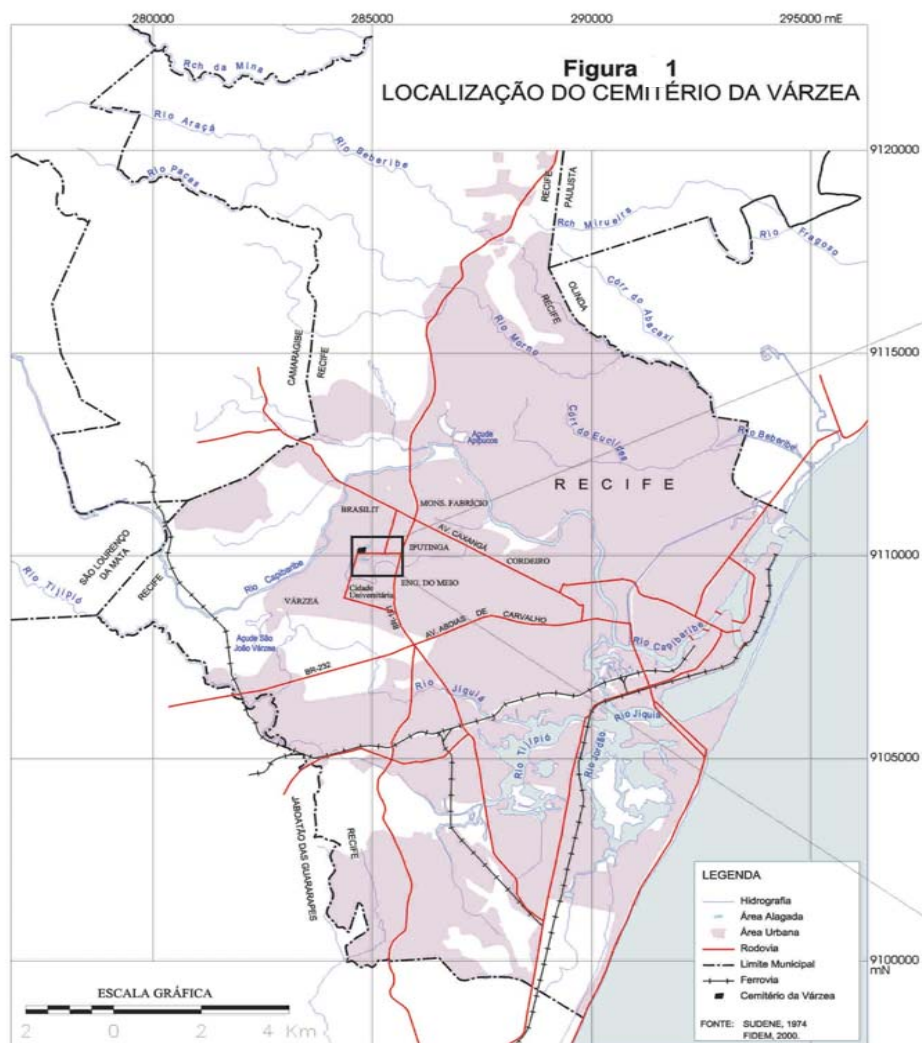 280000
285000
290000
295000 mE
Figura 1
LOCALIZAÇÃO DO CEMITÉRIO DA VÁRZEA
Rch da Mina
Rio Araçá
Rio Beberibe
Rio Pacas
9120000
RECIFE
PAULISTA
Rch Mirueira
Rio Fragoso
OLINDA
RECIFE
Córr do Abacaxi
Rio Morno
CAMARAGIBE
RECIFE
9115000
Açude Apipucos
Córr do Euclides
Rio Beberibe
RECIFE
BRASILIT
MONS. FABRÍCIO
AV. CAXANGÁ
IPUTINGA
CORDEIRO
9110000
SÃO LOURENÇO
DA MATA
RECIFE
Rio Tijipió
Rio Capibaribe
Cidade
Universitária
ENG. DO MEIO
VÁRZEA
BR-101
AV. ABDIAS DE CARVALHO
Açude São
João Várzea
Rio Capibaribe
BR-232
Rio Jiquiá
Rio Jiquiá
Rio Tijipió
Rio Jordão
9105000
JABOATÃO DAS GUARARAPES
RECIFE
LEGENDA
Hidrografia
Área Alagada
Área Urbana
Rodovia
Limite Municipal
Ferrovia
Cemitério da Várzea
FONTE: SUDENE, 1974
FIDEM, 2000.
9100000
mN
ESCALA GRÁFICA
2 0 2 4 Km